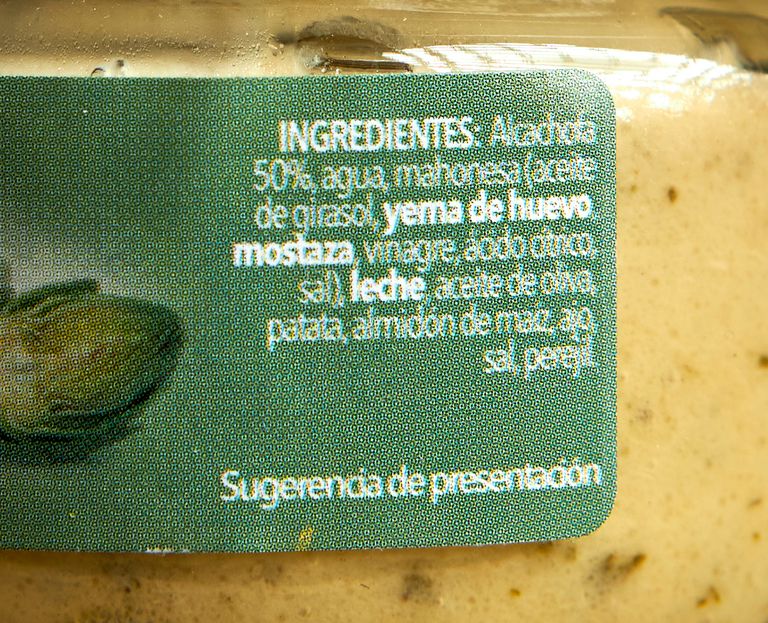 INGREDIENTES: Alcachofa
50%, agua, mahonesa (aceite
de girasol, yema de huevo,
mostaza, vinagre, ácido cítrico,
sal), leche, aceite de oliva,
patata, almidón de maíz, ajo,
sal, perejil.
Sugerencia de presentación